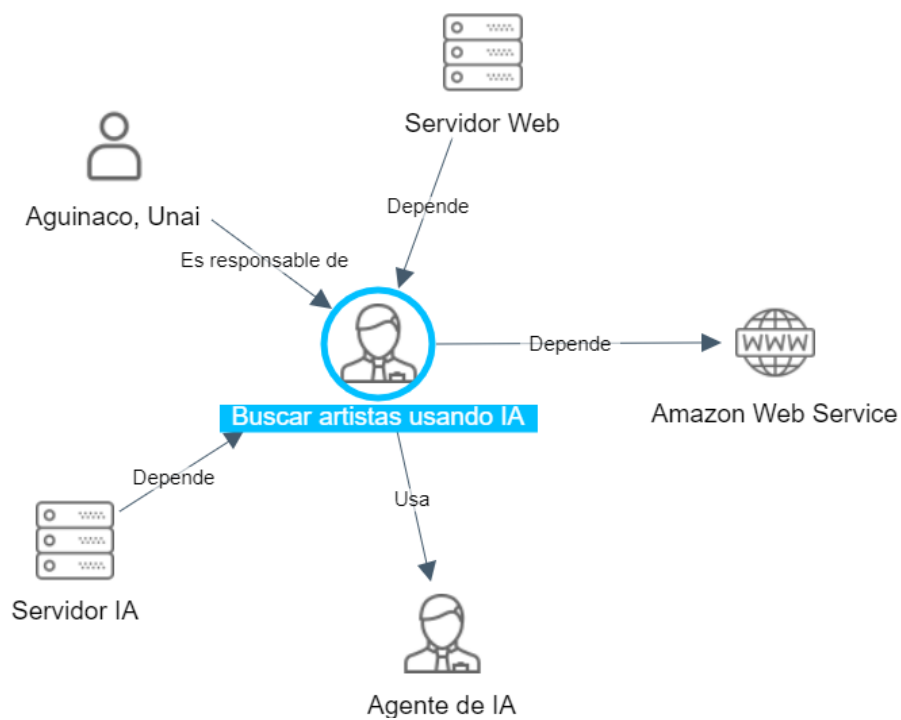 Servidor Web
Aguinaco, Unai
Depende
Es responsable de
WWW
Depende
Amazon Web Service
Buscar artistas usando IA
Depende
Usa
Servidor IA
Agente de IA